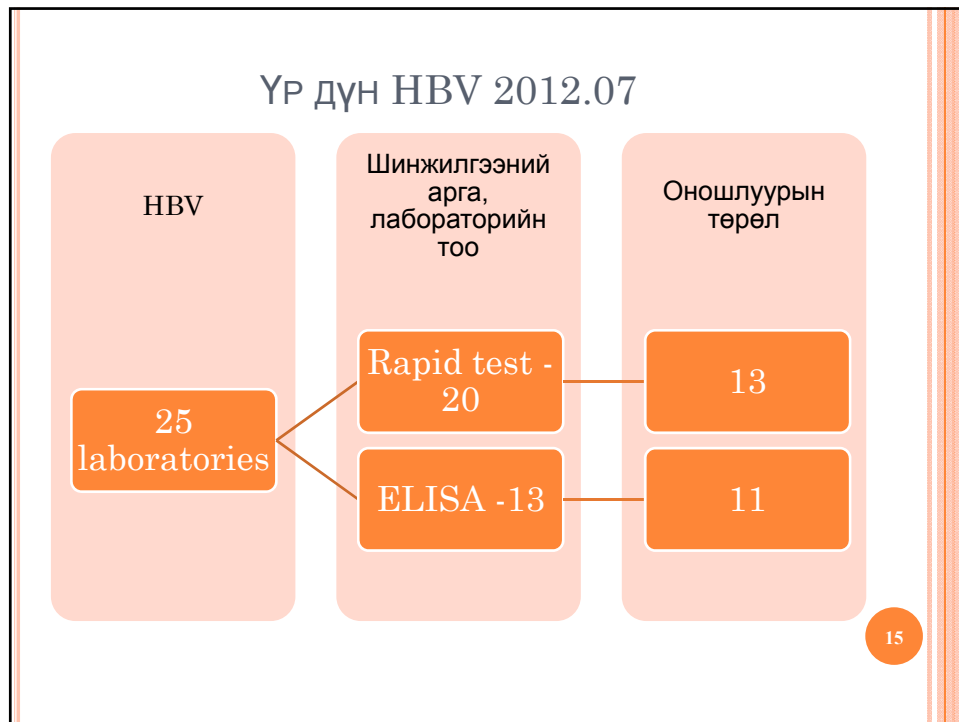 Үр дүн HBV 2012.07
HBV
Шинжилгээний
арга,
лабораторийн
тоо
Оношлуурын
төрөл
25
laboratories
Rapid test -
20
13
ELISA -13
11
15